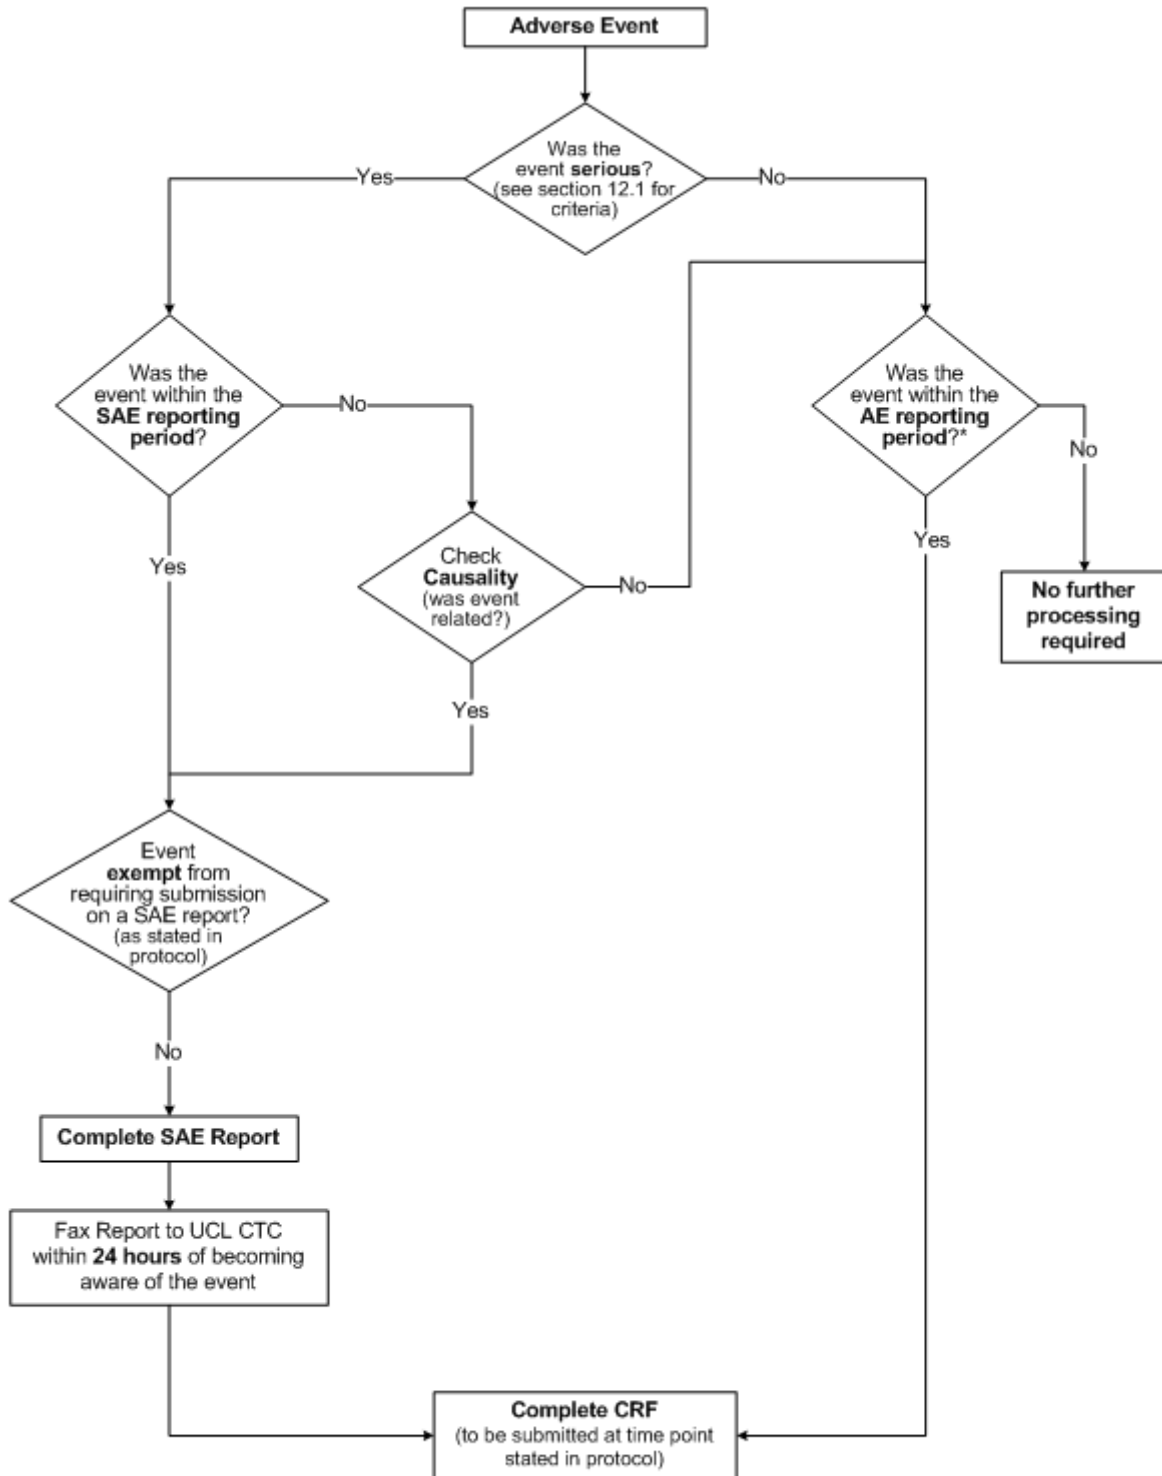 Adverse Event
Was the
event serious?
(see section 12.1 for
criteria)
Yes
No
Was the
event within the
SAE reporting
period?
No
Was the
event within the
AE reporting
period?*
No
Yes
Check
Causality
(was event
related?)
No
Yes
No further
processing
required
Yes
Event
exempt from
requiring submission
on a SAE report?
(as stated in
protocol)
No
Complete SAE Report
Fax Report to UCL CTC
within 24 hours of becoming
aware of the event
Complete CRF
(to be submitted at time point
stated in protocol)